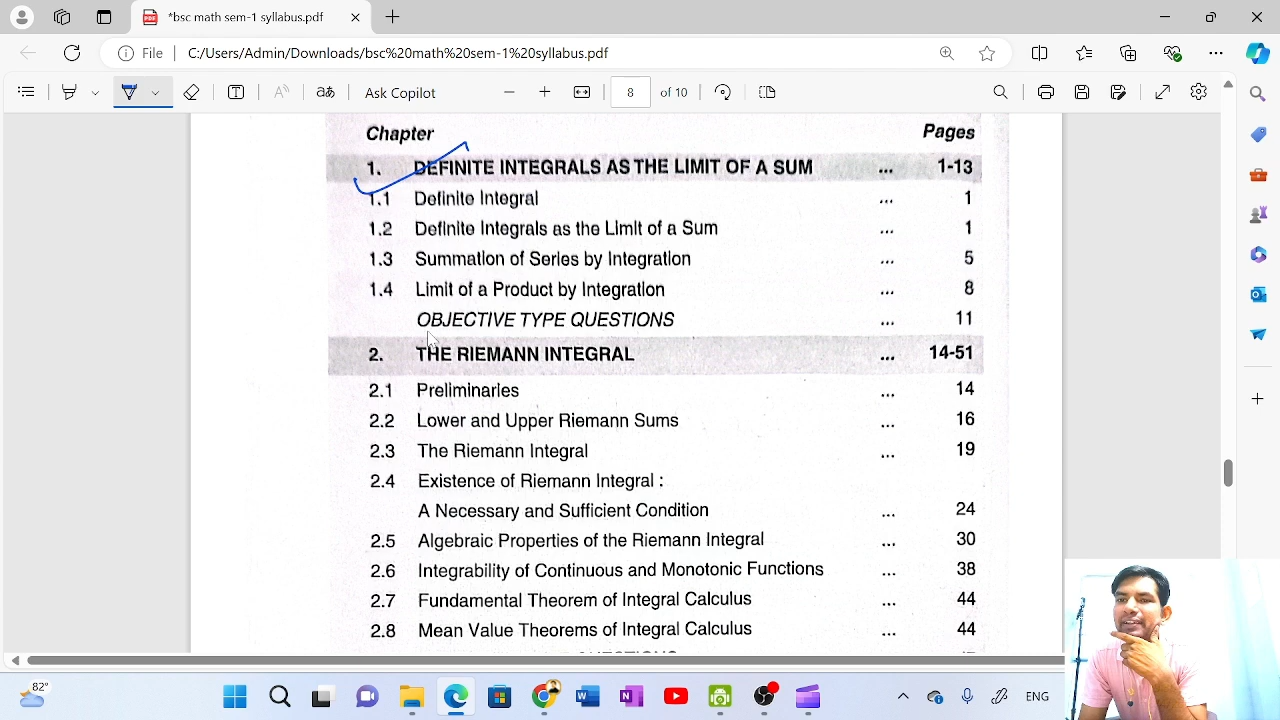 *bsc math sem-1 syllabus.pdf
File C:/Users/Admin/Downloads/bsc%20math%20sem-1%20syllabus.pdf
Ask Copilot 8 of 10
Chapter Pages
1. DEFINITE INTEGRALS AS THE LIMIT OF A SUM ... 1-13
1.1 Definite Integral ... 1
1.2 Definite Integrals as the Limit of a Sum ... 1
1.3 Summation of Series by Integration ... 5
1.4 Limit of a Product by Integration ... 8
OBJECTIVE TYPE QUESTIONS ... 11
2. THE RIEMANN INTEGRAL ... 14-51
2.1 Preliminaries ... 14
2.2 Lower and Upper Riemann Sums ... 16
2.3 The Riemann Integral ... 19
2.4 Existence of Riemann Integral :
A Necessary and Sufficient Condition ... 24
2.5 Algebraic Properties of the Riemann Integral ... 30
2.6 Integrability of Continuous and Monotonic Functions ... 38
2.7 Fundamental Theorem of Integral Calculus ... 44
2.8 Mean Value Theorems of Integral Calculus ... 44
82° ENG